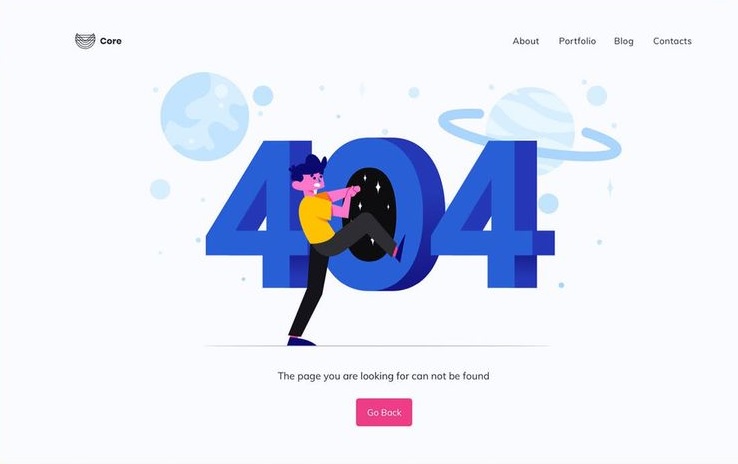 Core
About Portfolio Blog Contacts
404
The page you are looking for can not be found
Go Back